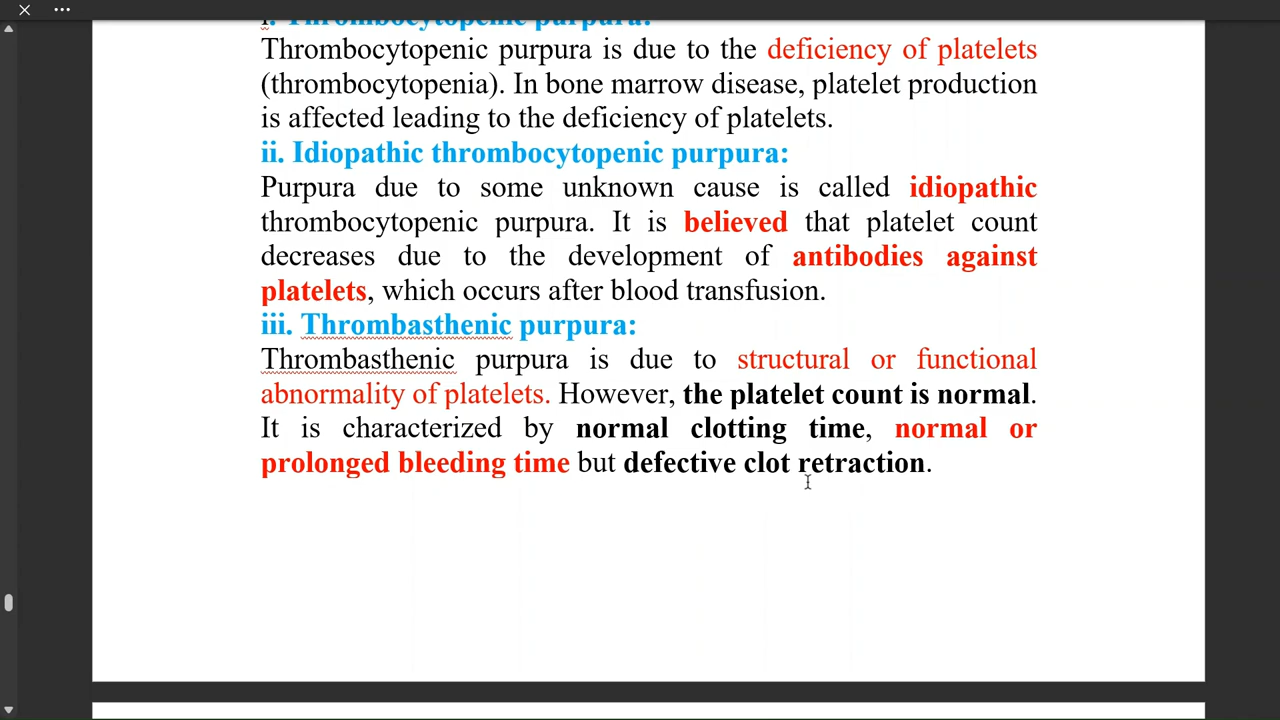 i. Thrombocytopenic purpura:
Thrombocytopenic purpura is due to the deficiency of platelets
(thrombocytopenia). In bone marrow disease, platelet production
is affected leading to the deficiency of platelets.
ii. Idiopathic thrombocytopenic purpura:
Purpura due to some unknown cause is called idiopathic
thrombocytopenic purpura. It is believed that platelet count
decreases due to the development of antibodies against
platelets, which occurs after blood transfusion.
iii. Thrombasthenic purpura:
Thrombasthenic purpura is due to structural or functional
abnormality of platelets. However, the platelet count is normal.
It is characterized by normal clotting time, normal or
prolonged bleeding time but defective clot retraction.